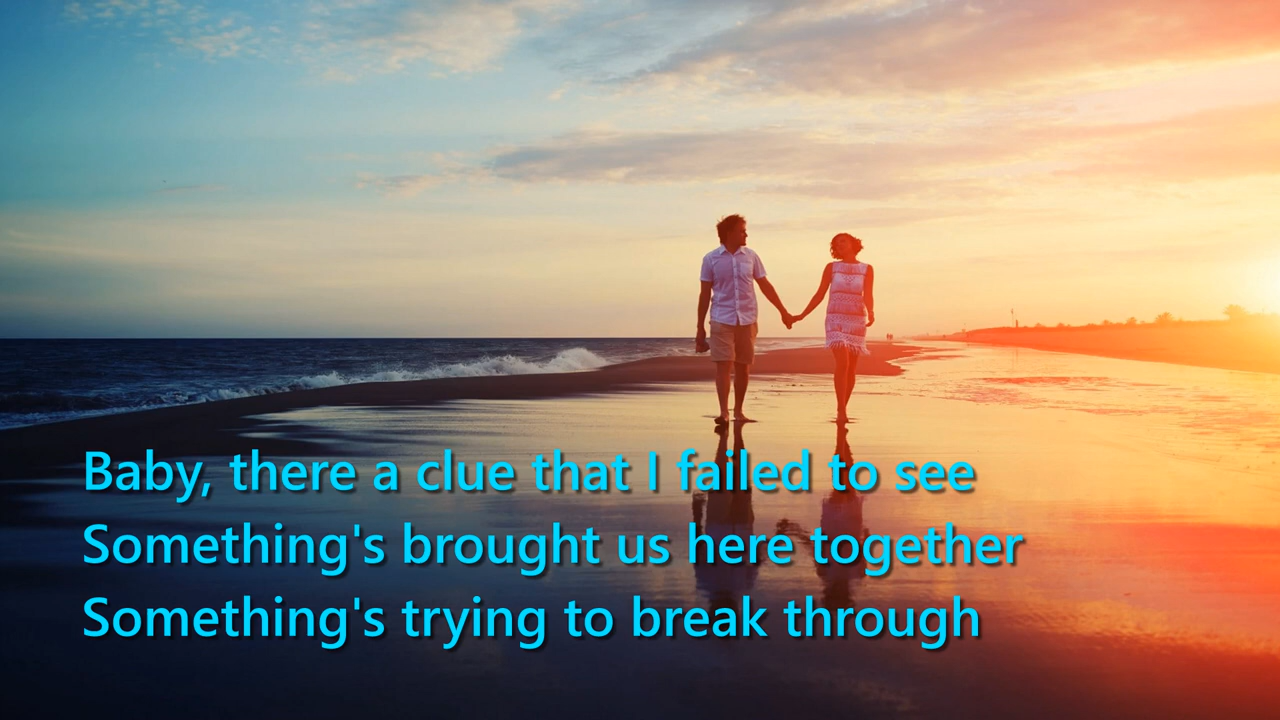 Baby, there a clue that I failed to see
Something's brought us here together
Something's trying to break through